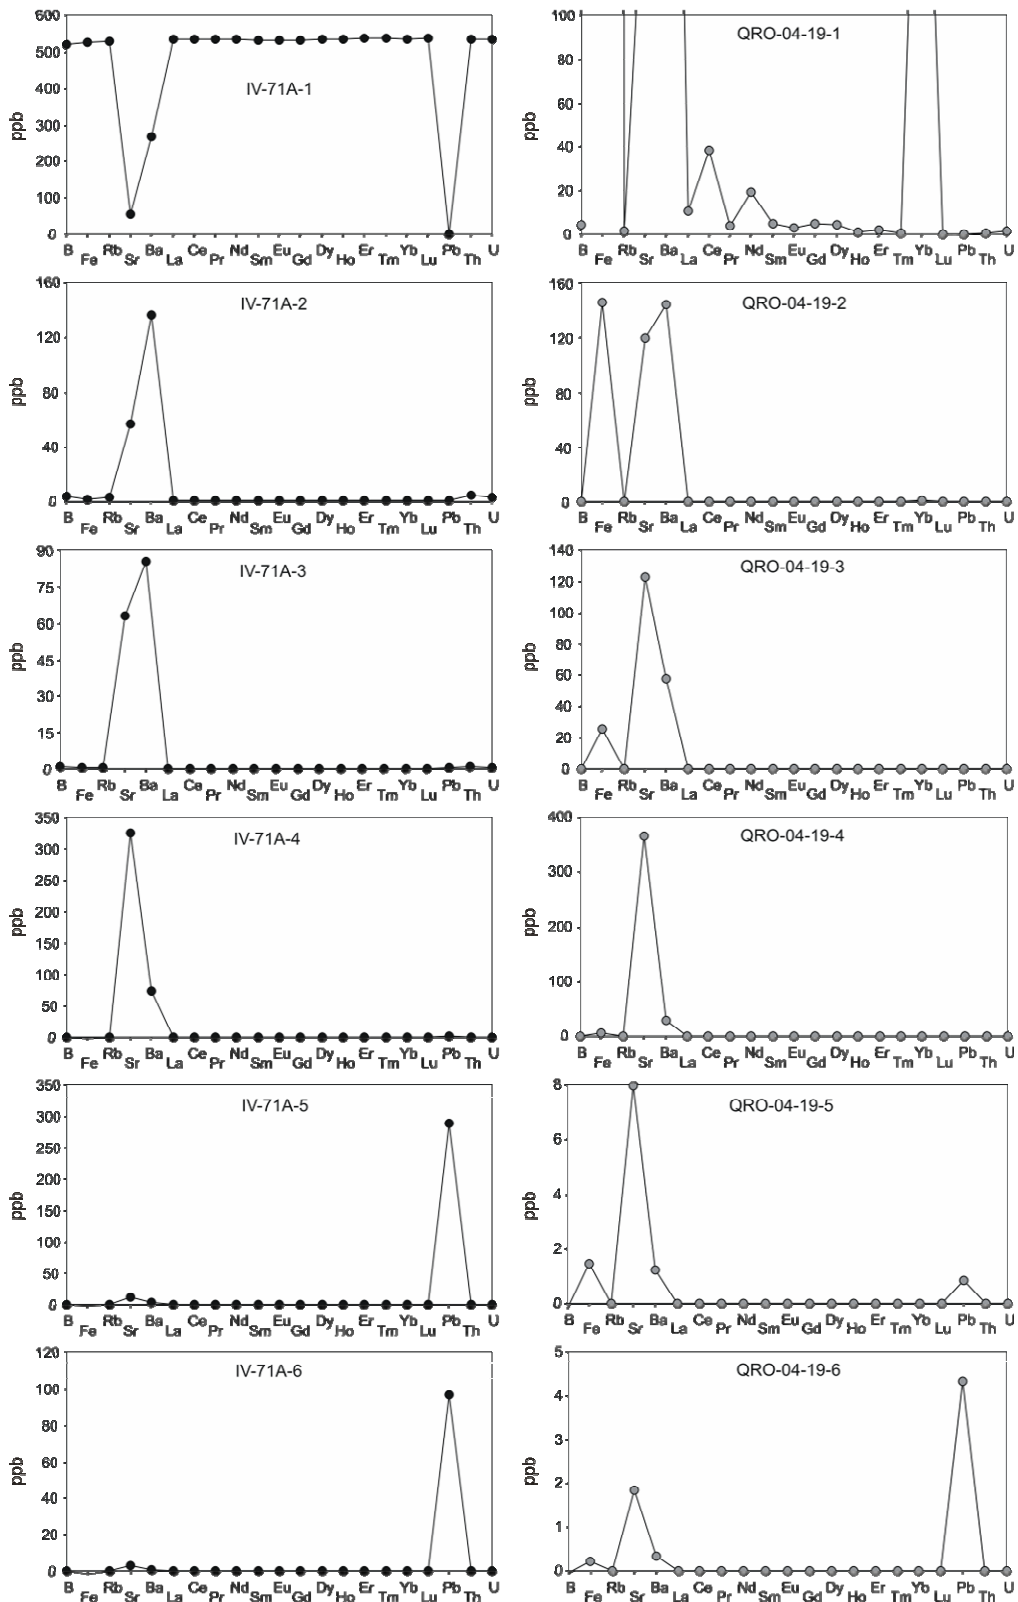 IV-71A-1
ppb
600
500
400
300
200
100
0
B Fe Rb Sr Ba La Ce Pr Nd Sm Eu Gd Dy Ho Er Tm Yb Lu Pb Th U
QRO-04-19-1
ppb
100
80
60
40
20
0
B Fe Rb Sr Ba La Ce Pr Nd Sm Eu Gd Dy Ho Er Tm Yb Lu Pb Th U
IV-71A-2
ppb
160
120
80
40
0
B Fe Rb Sr Ba La Ce Pr Nd Sm Eu Gd Dy Ho Er Tm Yb Lu Pb Th U
QRO-04-19-2
ppb
160
120
80
40
0
B Fe Rb Sr Ba La Ce Pr Nd Sm Eu Gd Dy Ho Er Tm Yb Lu Pb Th U
IV-71A-3
ppb
90
75
60
45
30
15
0
B Fe Rb Sr Ba La Ce Pr Nd Sm Eu Gd Dy Ho Er Tm Yb Lu Pb Th U
QRO-04-19-3
ppb
140
120
100
80
60
40
20
0
B Fe Rb Sr Ba La Ce Pr Nd Sm Eu Gd Dy Ho Er Tm Yb Lu Pb Th U
IV-71A-4
ppb
350
300
250
200
150
100
50
0
B Fe Rb Sr Ba La Ce Pr Nd Sm Eu Gd Dy Ho Er Tm Yb Lu Pb Th U
QRO-04-19-4
ppb
400
300
200
100
0
B Fe Rb Sr Ba La Ce Pr Nd Sm Eu Gd Dy Ho Er Tm Yb Lu Pb Th U
IV-71A-5
ppb
350
300
250
200
150
100
50
0
B Fe Rb Sr Ba La Ce Pr Nd Sm Eu Gd Dy Ho Er Tm Yb Lu Pb Th U
QRO-04-19-5
ppb
8
6
4
2
0
B Fe Rb Sr Ba La Ce Pr Nd Sm Eu Gd Dy Ho Er Tm Yb Lu Pb Th U
IV-71A-6
ppb
120
100
80
60
40
20
0
B Fe Rb Sr Ba La Ce Pr Nd Sm Eu Gd Dy Ho Er Tm Yb Lu Pb Th U
QRO-04-19-6
ppb
5
4
3
2
1
0
B Fe Rb Sr Ba La Ce Pr Nd Sm Eu Gd Dy Ho Er Tm Yb Lu Pb Th U